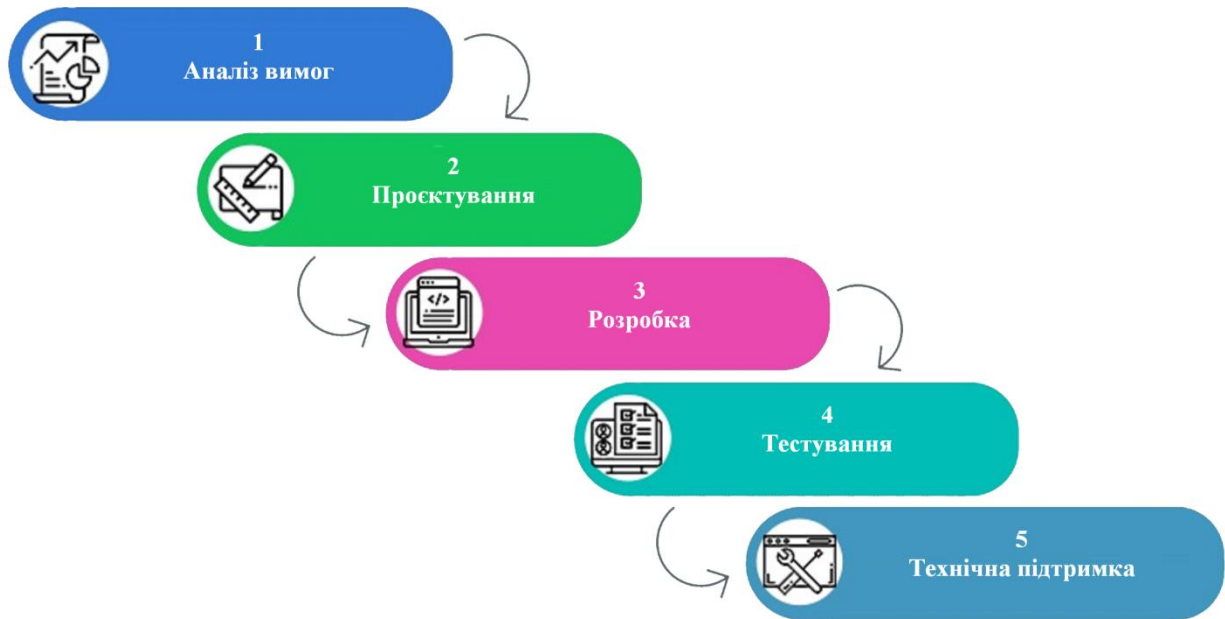 1
Аналіз вимог
2
Проєктування
3
Розробка
</>
4
Тестування
5
Технічна підтримка